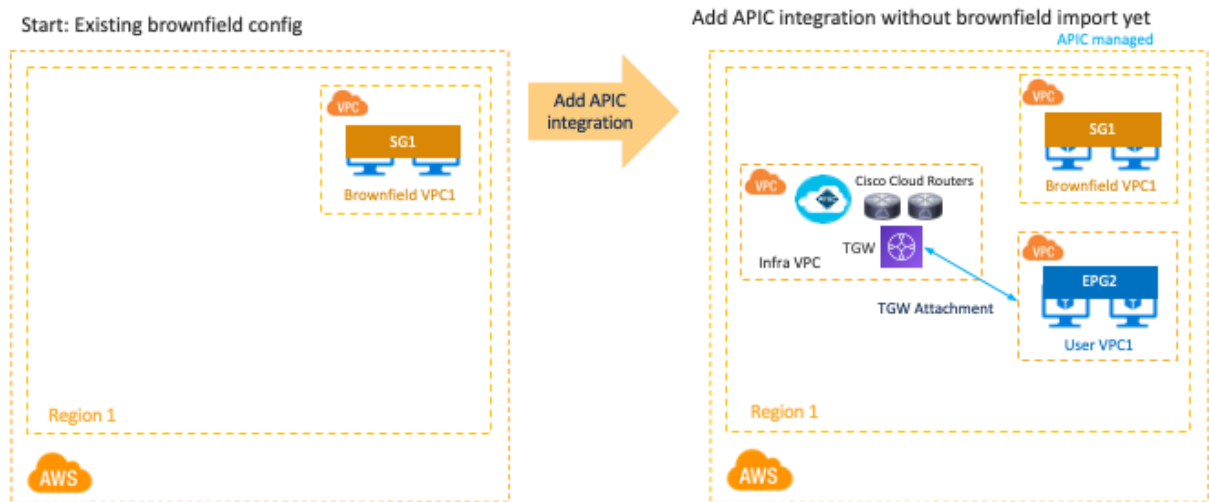 Start: Existing brownfield config
VPC
SG1
Brownfield VPC1
Region 1
AWS
Add APIC
integration
Add APIC integration without brownfield import yet
APIC managed
VPC
SG1
Brownfield VPC1
VPC
Cisco Cloud Routers
APIC
TGW
Infra VPC
TGW Attachment
VPC
EPG2
User VPC1
Region 1
AWS